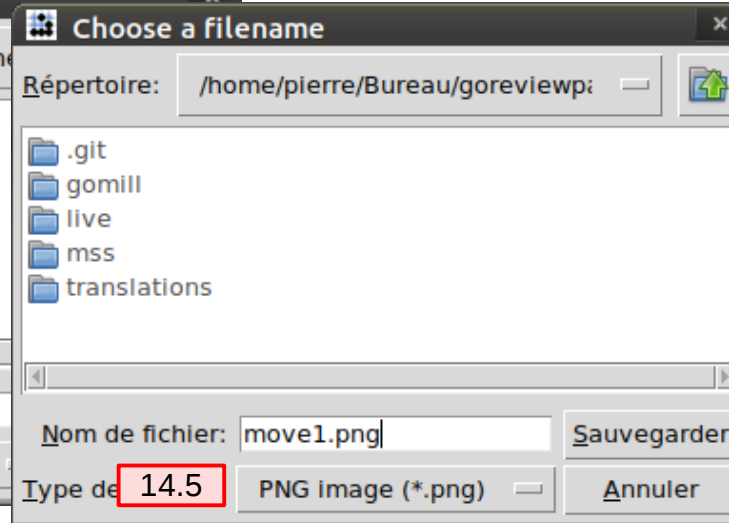 Choose a filename
Répertoire: /home/pierre/Bureau/goreviewpa
.git
gomill
live
mss
translations
Nom de fichier: move1.png Sauvegarder
Type de 14.5 PNG image (*.png) Annuler